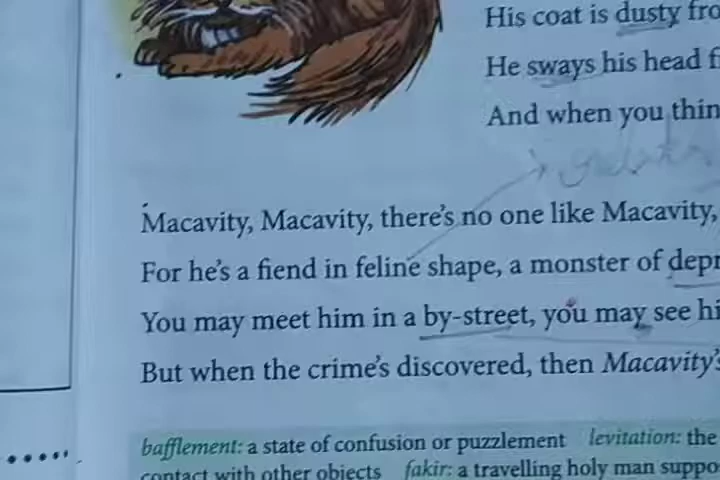 His coat is dusty fro
He sways his head f
And when you thin
Macavity, Macavity, there's no one like Macavity,
For he's a fiend in feline shape, a monster of depr
You may meet him in a by-street, you may see hi
But when the crime's discovered, then Macavity's
bafflement: a state of confusion or puzzlement levitation: the
contact with other objects fakir: a travelling holy man suppo